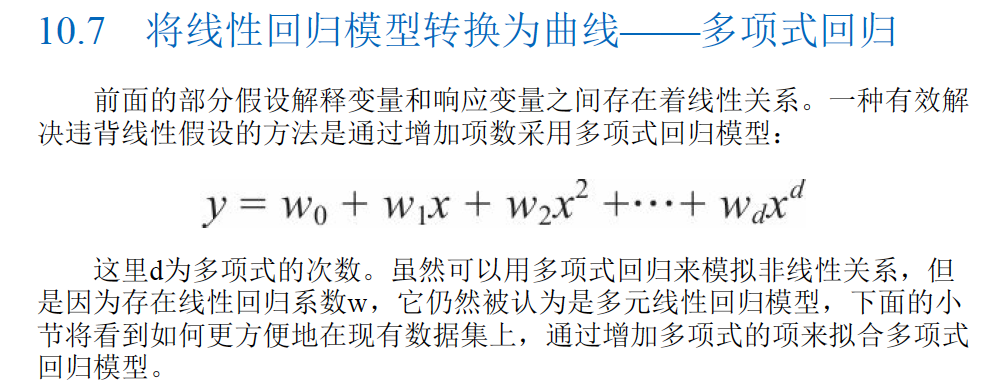 10.7 将线性回归模型转换为曲线——多项式回归
前面的部分假设解释变量和响应变量之间存在着线性关系。一种有效解
决违背线性假设的方法是通过增加项数采用多项式回归模型：
y = w₀ + w₁x + w₂x² +···+ w_dx^d
这里d为多项式的次数。虽然可以用多项式回归来模拟非线性关系，但
是因为存在线性回归系数w，它仍然被认为是多元线性回归模型，下面的小
节将看到如何更方便地在现有数据集上，通过增加多项式的项来拟合多项式
回归模型。